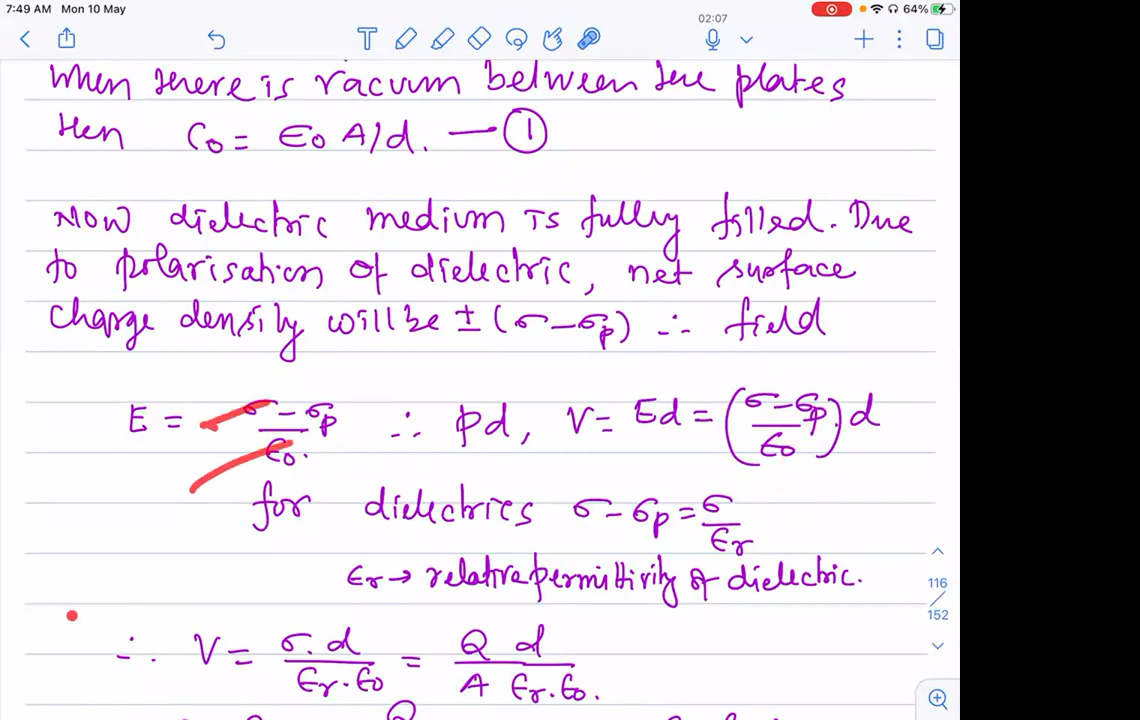 7:49 AM Mon 10 May
64%
02:07
When there is vacuum between the plates
then C₀ = ϵ₀ A/d. — ①
Now dielectric medium is fully filled. Due
to polarisation of dielectric, net surface
charge density will be ± (σ − σp) ∴ field
E = (σ − σp)/ϵ₀. ∴ pd, V = Ed = ((σ − σp)/ϵ₀) d
for dielectrics σ − σp = σ/ϵr
ϵr → relative permittivity of dielectric.
116
152
∴ V = σ. d/ϵr. ϵ₀ = Q d/A ϵr. ϵ₀.